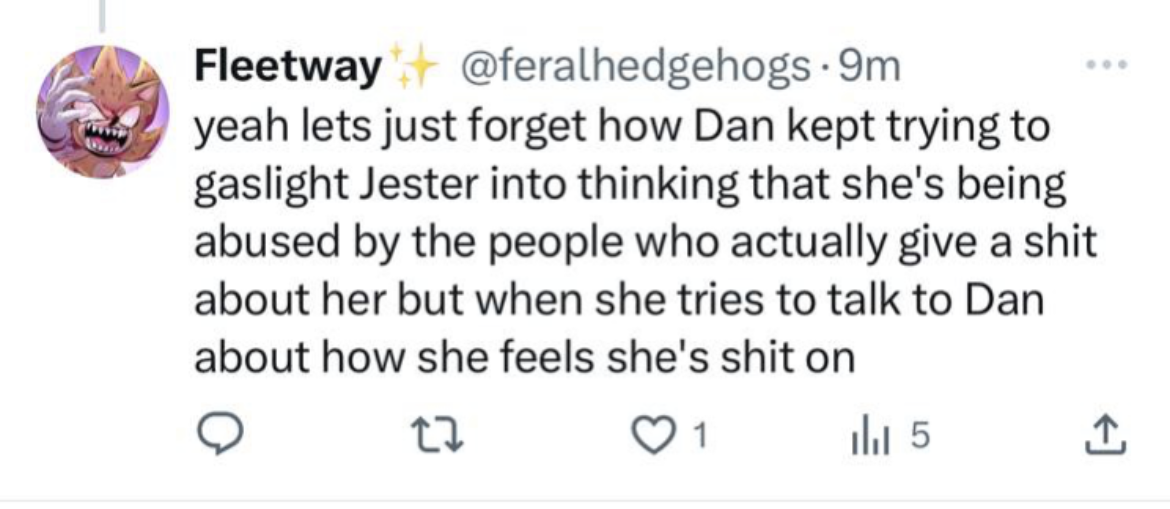 Fleetway✨ @feralhedgehogs · 9m
yeah lets just forget how Dan kept trying to
gaslight Jester into thinking that she's being
abused by the people who actually give a shit
about her but when she tries to talk to Dan
about how she feels she's shit on
1 5